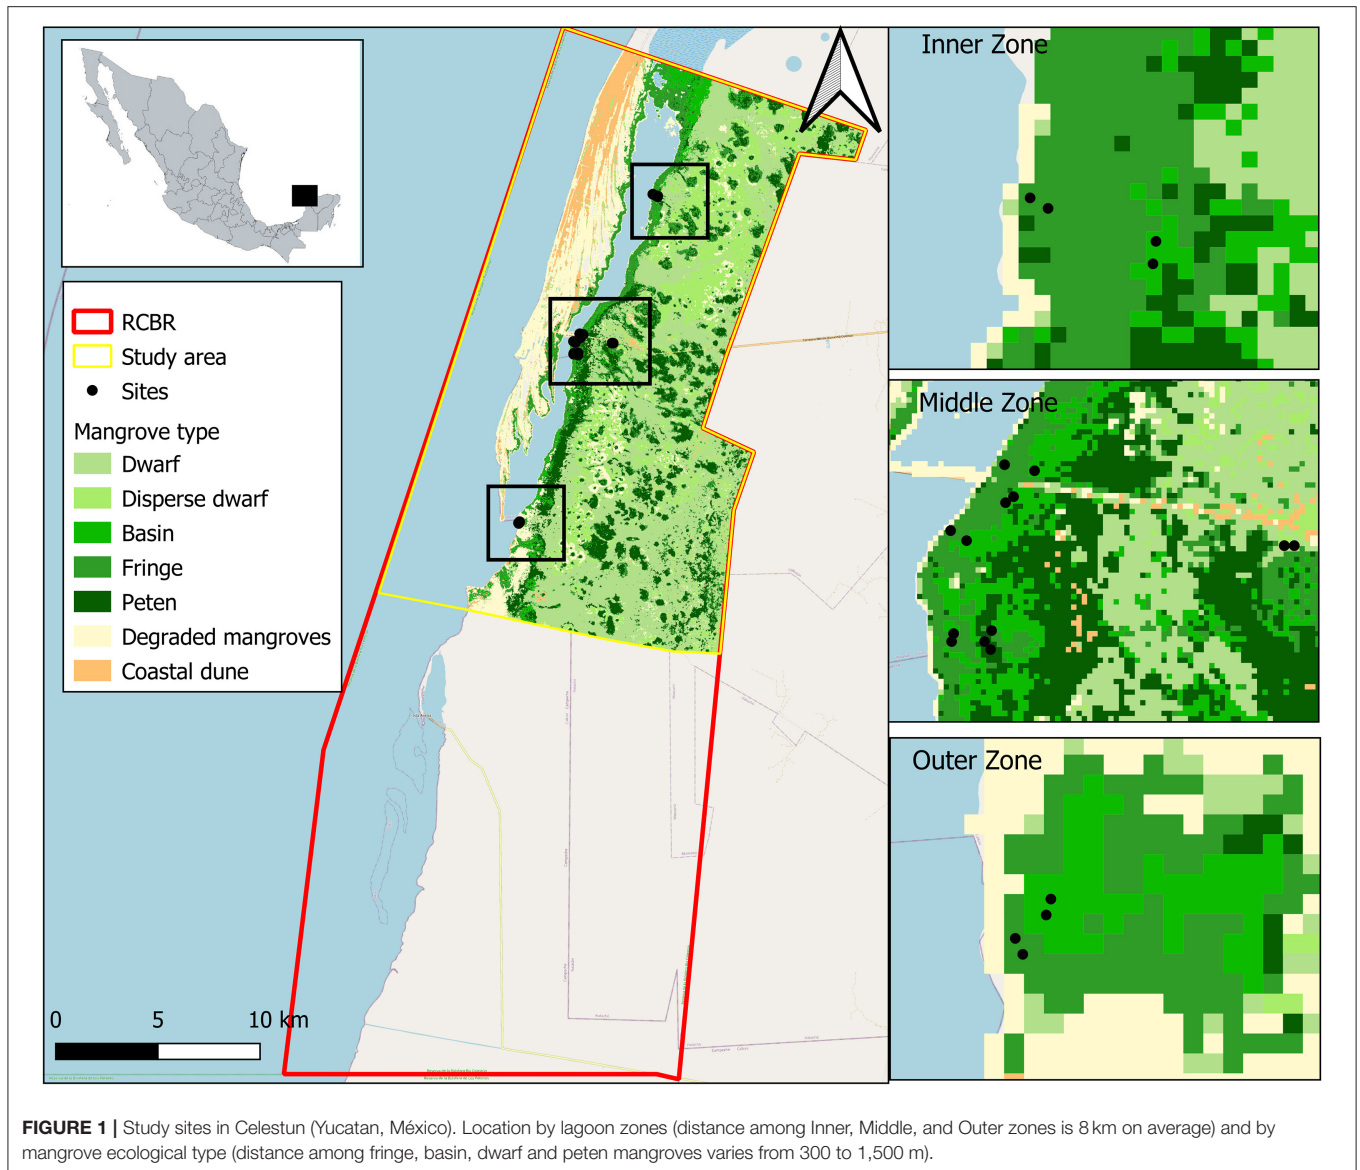 RCBR
Study area
Sites
Mangrove type
Dwarf
Disperse dwarf
Basin
Fringe
Peten
Degraded mangroves
Coastal dune
0 5 10 km
Inner Zone
Middle Zone
Outer Zone
FIGURE 1 | Study sites in Celestun (Yucatan, México). Location by lagoon zones (distance among Inner, Middle, and Outer zones is 8 km on average) and by
mangrove ecological type (distance among fringe, basin, dwarf and peten mangroves varies from 300 to 1,500 m).